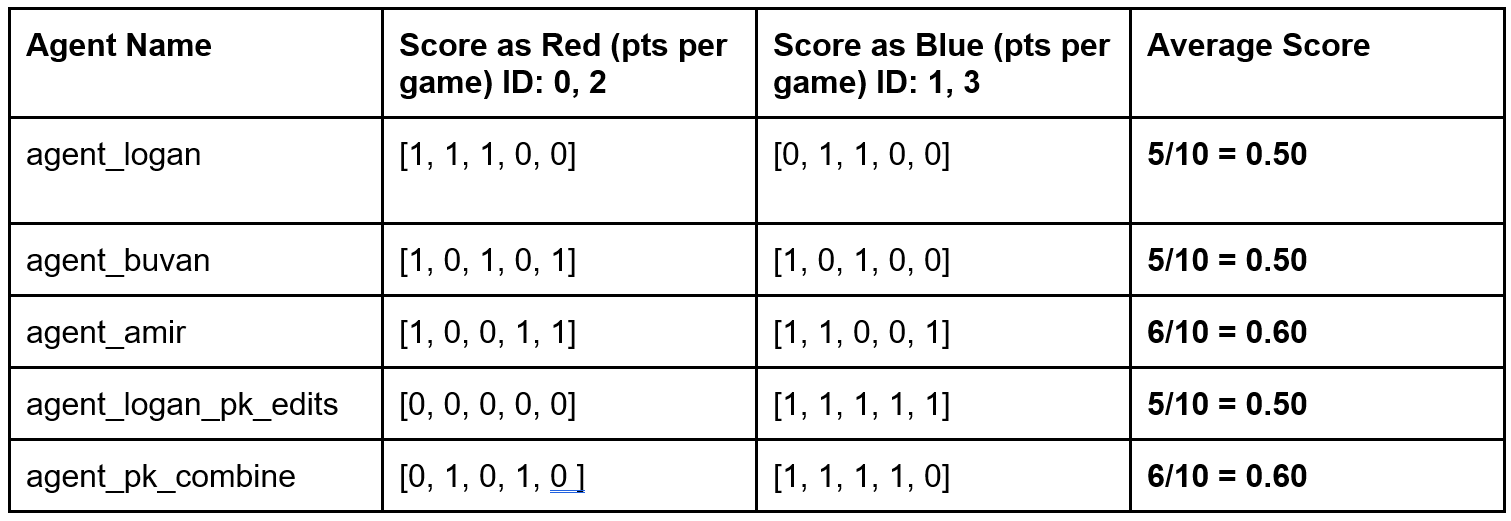 Agent Name
Score as Red (pts per
game) ID: 0, 2
Score as Blue (pts per
game) ID: 1, 3
Average Score
agent_logan
[1, 1, 1, 0, 0]
[0, 1, 1, 0, 0]
5/10 = 0.50
agent_buvan
[1, 0, 1, 0, 1]
[1, 0, 1, 0, 0]
5/10 = 0.50
agent_amir
[1, 0, 0, 1, 1]
[1, 1, 0, 0, 1]
6/10 = 0.60
agent_logan_pk_edits
[0, 0, 0, 0, 0]
[1, 1, 1, 1, 1]
5/10 = 0.50
agent_pk_combine
[0, 1, 0, 1, 0 ]
[1, 1, 1, 1, 0]
6/10 = 0.60